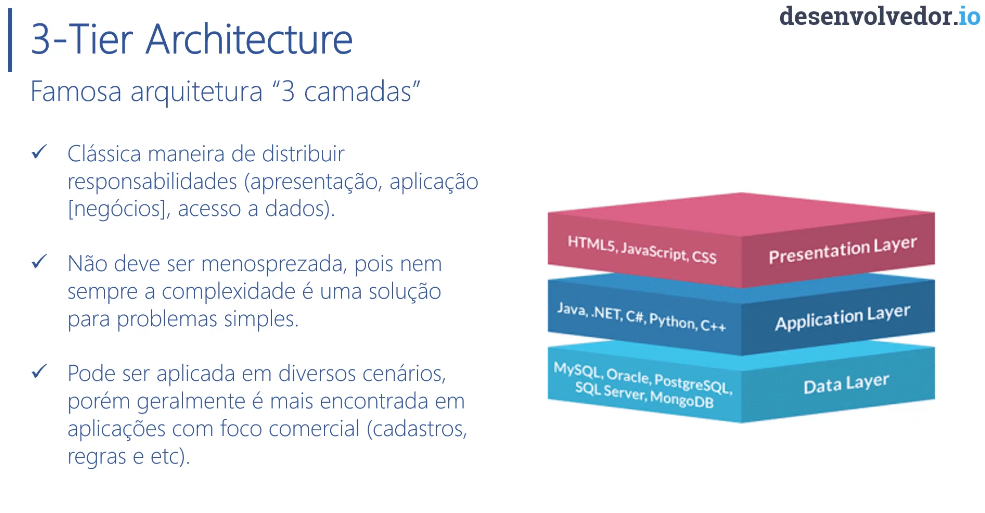 desenvolvedor.io
3-Tier Architecture
Famosa arquitetura “3 camadas”
✓ Clássica maneira de distribuir
responsabilidades (apresentação, aplicação
[negócios], acesso a dados).
✓ Não deve ser menosprezada, pois nem
sempre a complexidade é uma solução
para problemas simples.
✓ Pode ser aplicada em diversos cenários,
porém geralmente é mais encontrada em
aplicações com foco comercial (cadastros,
regras e etc).
HTML5, JavaScript, CSS
Presentation Layer
Java, .NET, C#, Python, C++
Application Layer
MySQL, Oracle, PostgreSQL,
SQL Server, MongoDB
Data Layer